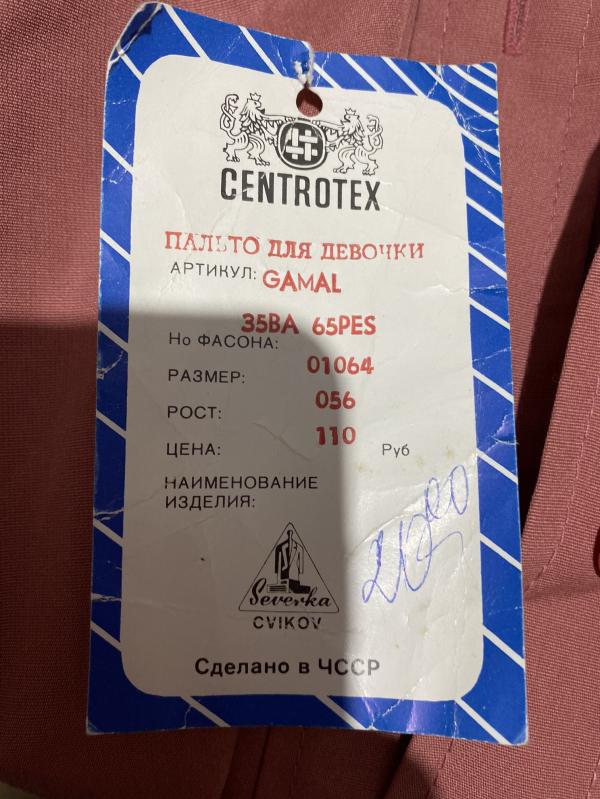 CENTROTEX
ПАЛЬТО ДЛЯ ДЕВОЧКИ
АРТИКУЛ: GAMAL
35BA 65PES
Но ФАСОНА:
01064
РАЗМЕР:
056
РОСТ:
110
ЦЕНА: Руб
НАИМЕНОВАНИЕ
ИЗДЕЛИЯ:
Severka
CVIKOV
Сделано в ЧССР